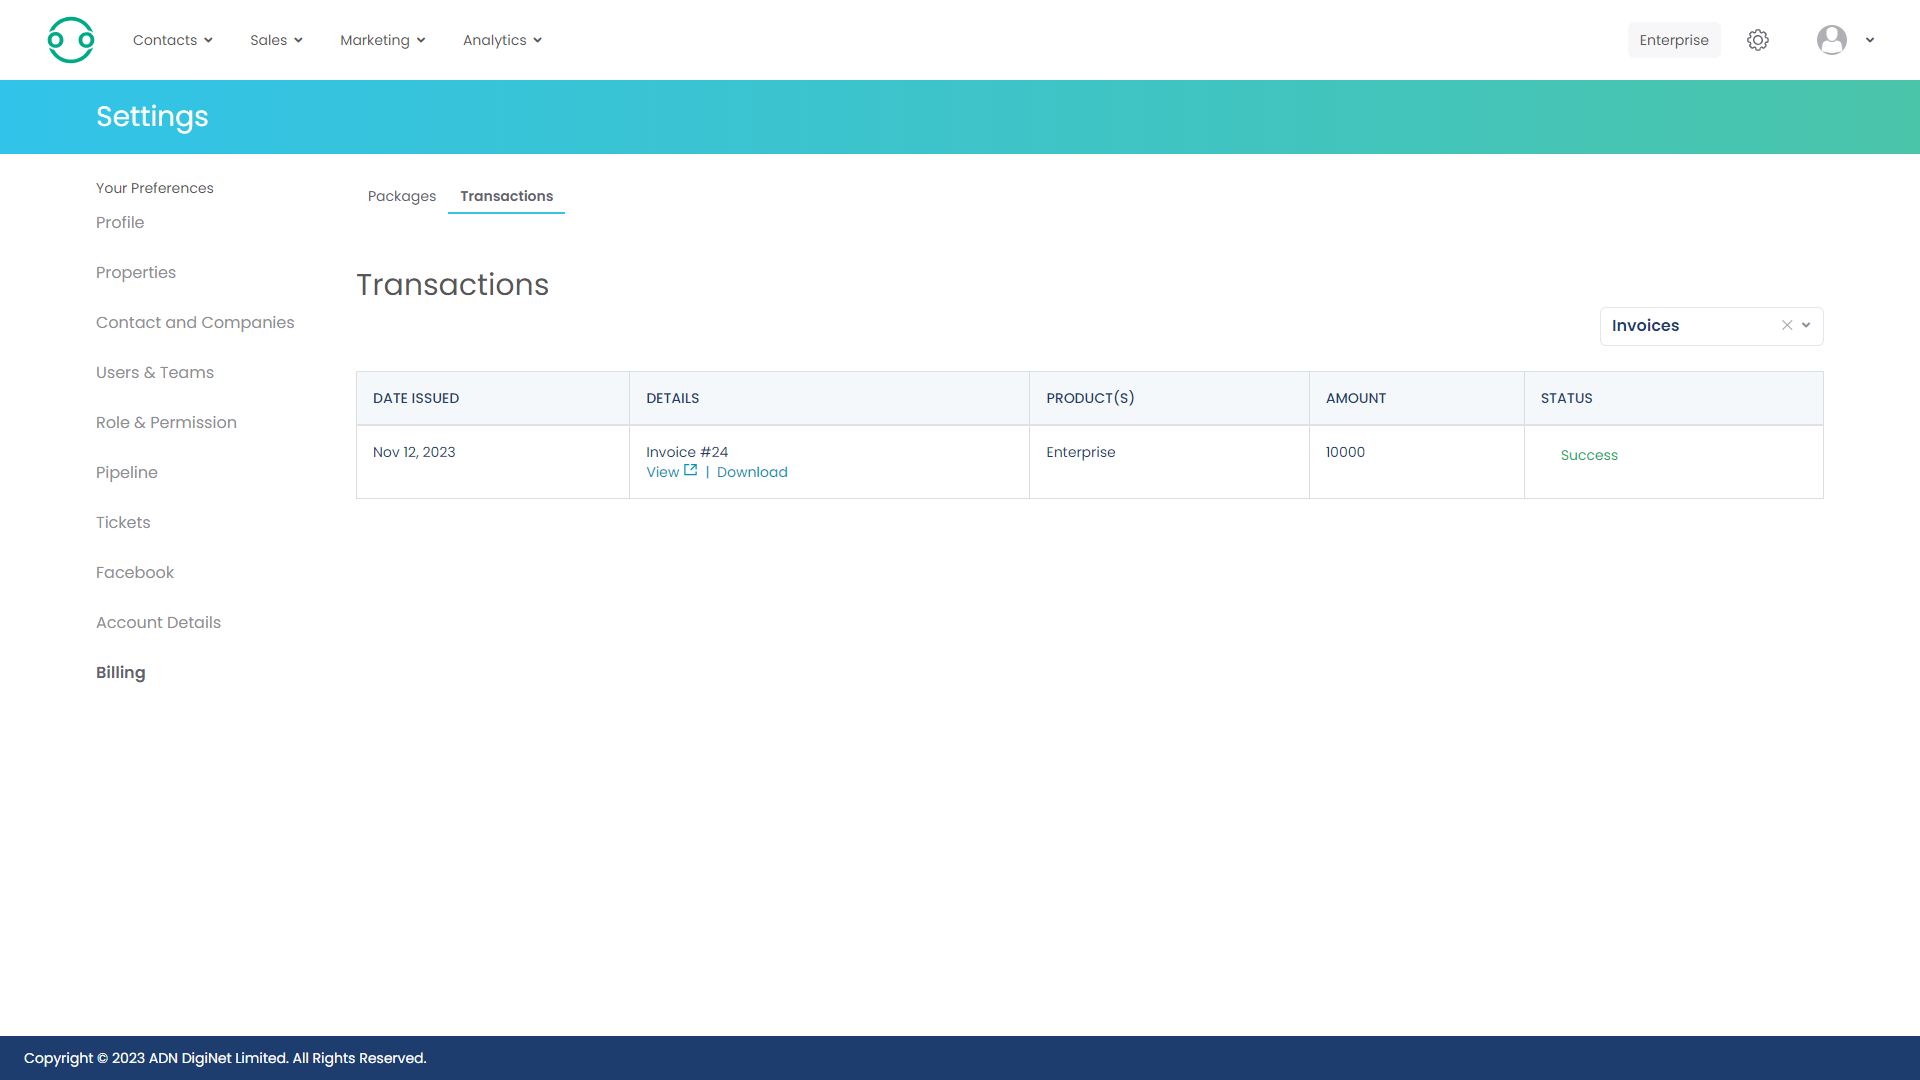 Contacts
Sales
Marketing
Analytics
Enterprise
Settings
Your Preferences
Profile
Properties
Contact and Companies
Users & Teams
Role & Permission
Pipeline
Tickets
Facebook
Account Details
Billing
Packages
Transactions
Transactions
Invoices
DATE ISSUED
DETAILS
PRODUCT(S)
AMOUNT
STATUS
Nov 12, 2023
Invoice #24
View | Download
Enterprise
10000
Success
Copyright © 2023 ADN DigiNet Limited. All Rights Reserved.